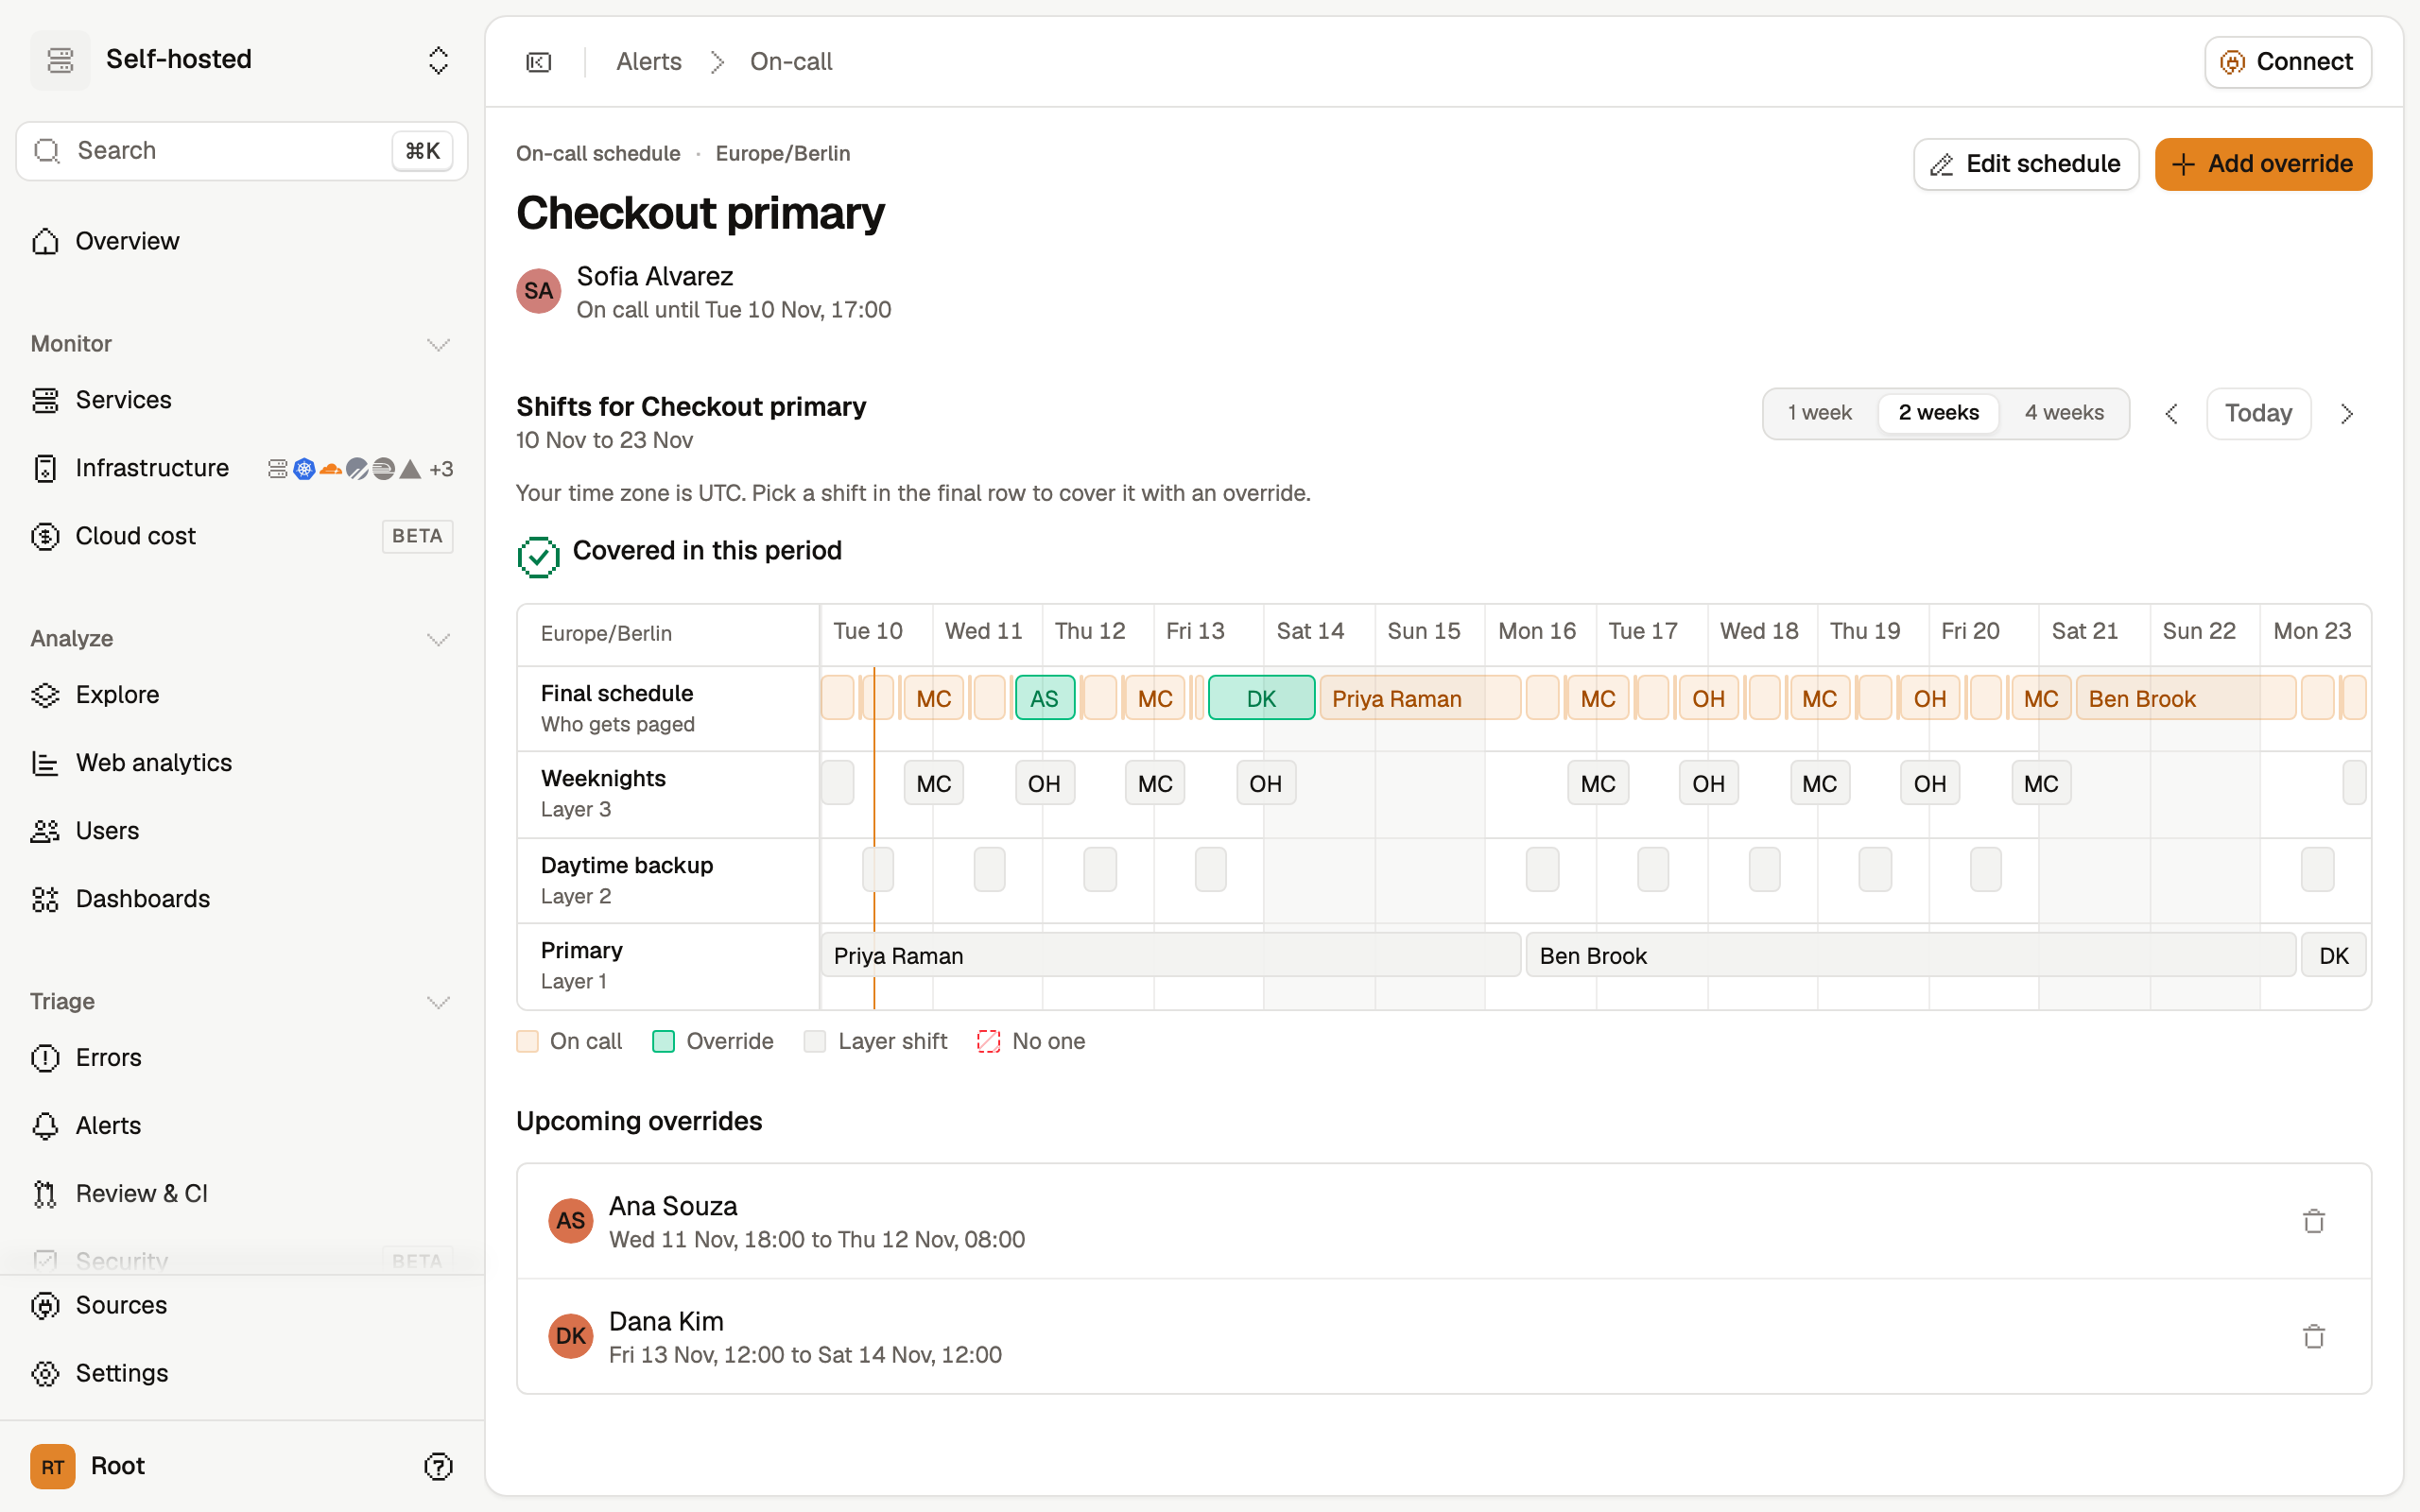 Self-hosted
Search
⌘K
Overview
Monitor
Services
Infrastructure
+3
Cloud cost
BETA
Analyze
Explore
Web analytics
Users
Dashboards
Triage
Errors
Alerts
Review & CI
Security
BETA
Sources
Settings
RT
Root
Alerts
On-call
Connect
On-call schedule · Europe/Berlin
Edit schedule
Add override
Checkout primary
SA
Sofia Alvarez
On call until Tue 10 Nov, 17:00
Shifts for Checkout primary
10 Nov to 23 Nov
1 week
2 weeks
4 weeks
Today
Your time zone is UTC. Pick a shift in the final row to cover it with an override.
Covered in this period
Europe/Berlin
Tue 10
Wed 11
Thu 12
Fri 13
Sat 14
Sun 15
Mon 16
Tue 17
Wed 18
Thu 19
Fri 20
Sat 21
Sun 22
Mon 23
Final schedule
Who gets paged
MC
AS
MC
DK
Priya Raman
MC
OH
MC
OH
MC
Ben Brook
Weeknights
Layer 3
MC
OH
MC
OH
MC
OH
MC
OH
MC
Daytime backup
Layer 2
Primary
Layer 1
Priya Raman
Ben Brook
DK
On call
Override
Layer shift
No one
Upcoming overrides
AS
Ana Souza
Wed 11 Nov, 18:00 to Thu 12 Nov, 08:00
DK
Dana Kim
Fri 13 Nov, 12:00 to Sat 14 Nov, 12:00